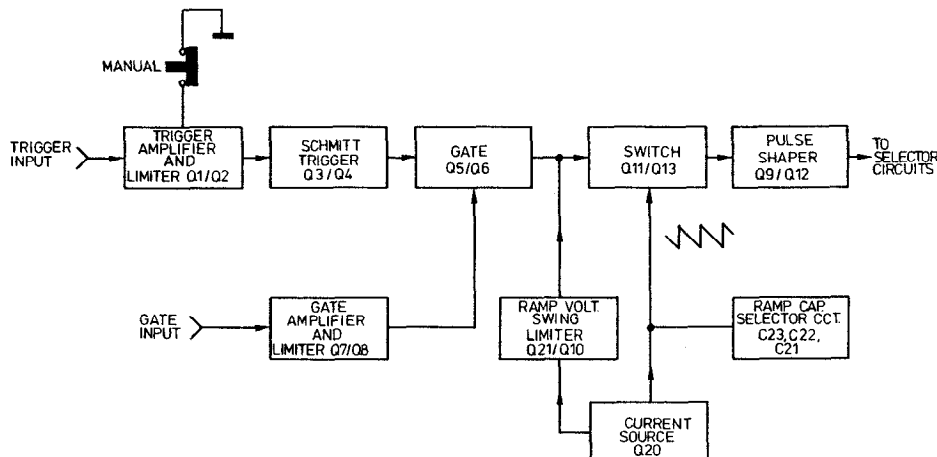 MANUAL
TRIGGER
INPUT
TRIGGER
AMPLIFIER
AND
LIMITER Q1/Q2
SCHMITT
TRIGGER
Q3/Q4
GATE
Q5/Q6
SWITCH
Q11/Q13
PULSE
SHAPER
Q9/Q12
TO
SELECTOR
CIRCUITS
GATE
INPUT
GATE
AMPLIFIER
AND
LIMITER Q7/Q8
RAMP VOLT.
SWING
LIMITER
Q21/Q10
RAMP CAP.
SELECTOR CCT.
C23, C22,
C21
CURRENT
SOURCE
Q20